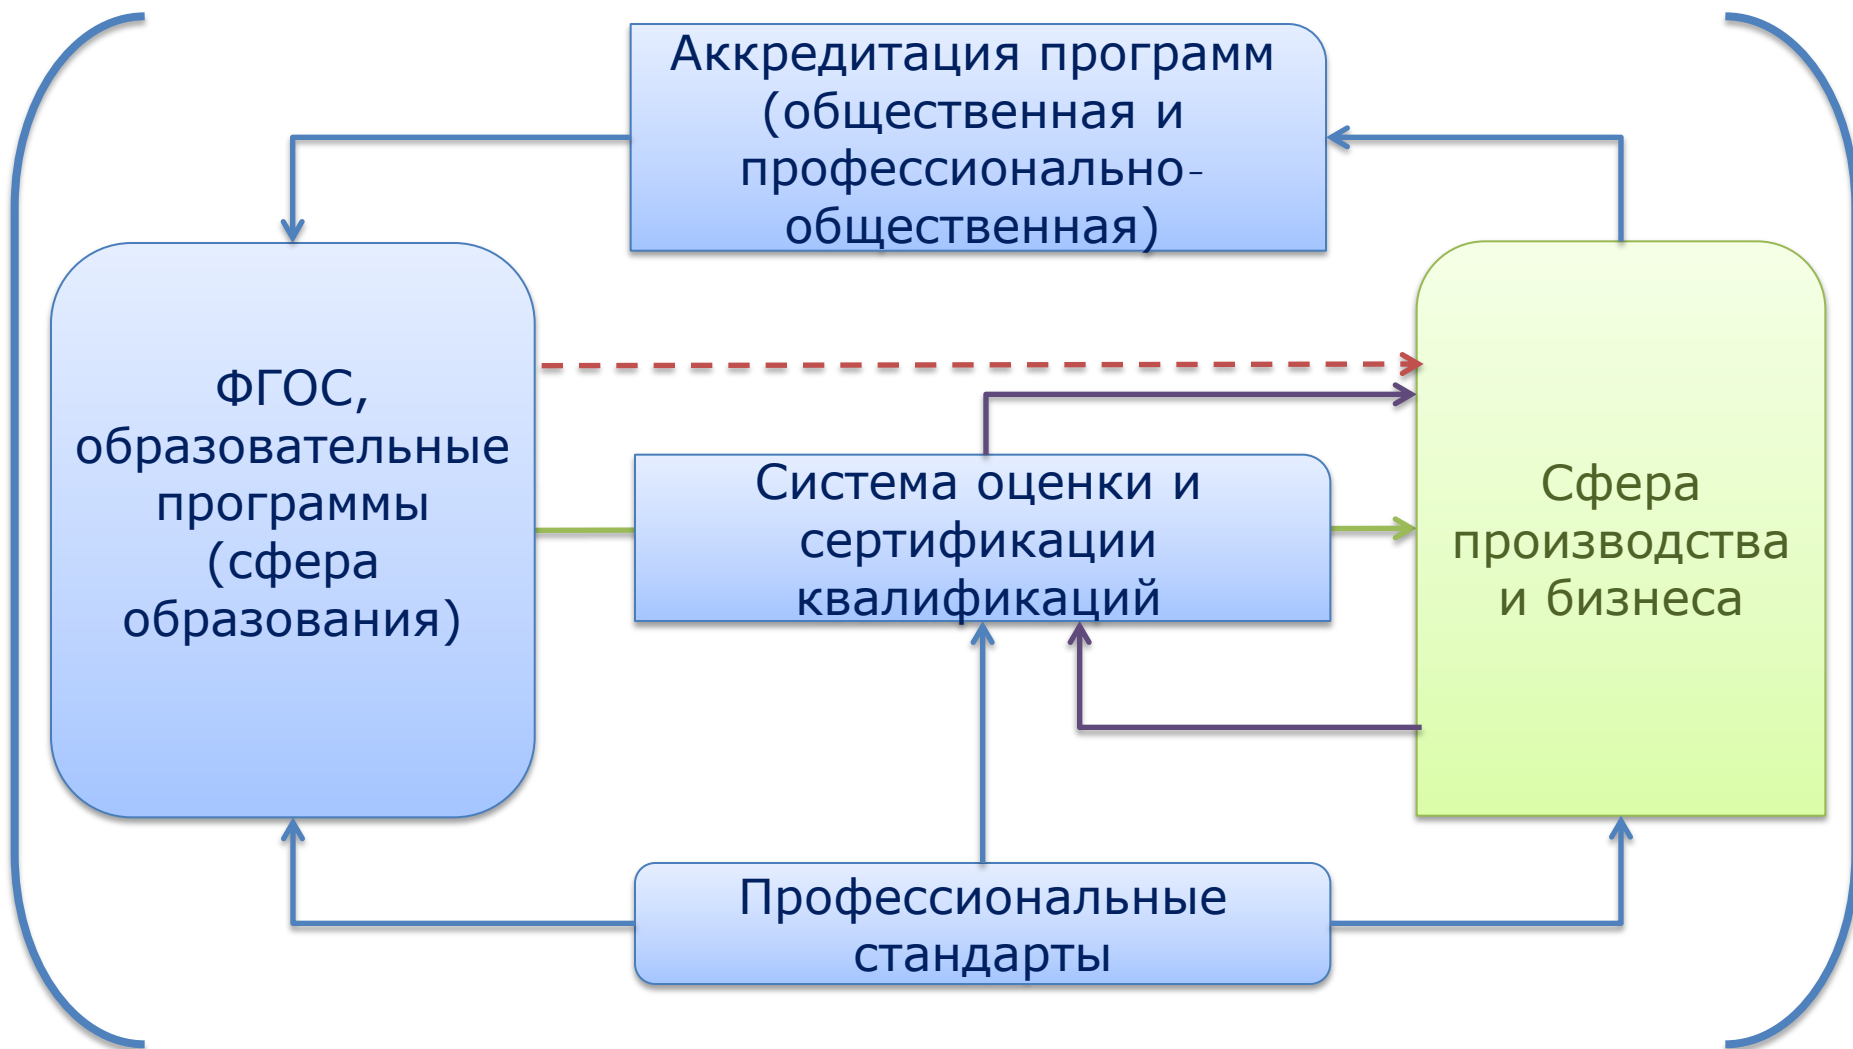 Аккредитация программ
(общественная и
профессионально-
общественная)
ФГОС,
образовательные
программы
(сфера
образования)
Система оценки и
сертификации
квалификаций
Сфера
производства
и бизнеса
Профессиональные
стандарты